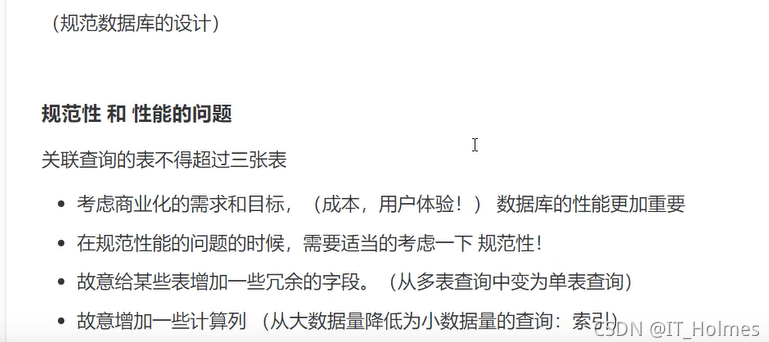 （规范数据库的设计）
规范性 和 性能的问题
关联查询的表不得超过三张表
考虑商业化的需求和目标，（成本，用户体验！） 数据库的性能更加重要
在规范性能的问题的时候，需要适当的考虑一下 规范性！
故意给某些表增加一些冗余的字段。（从多表查询中变为单表查询）
故意增加一些计算列 （从大数据量降低为小数据量的查询：索引）
CSDN @IT_Holmes